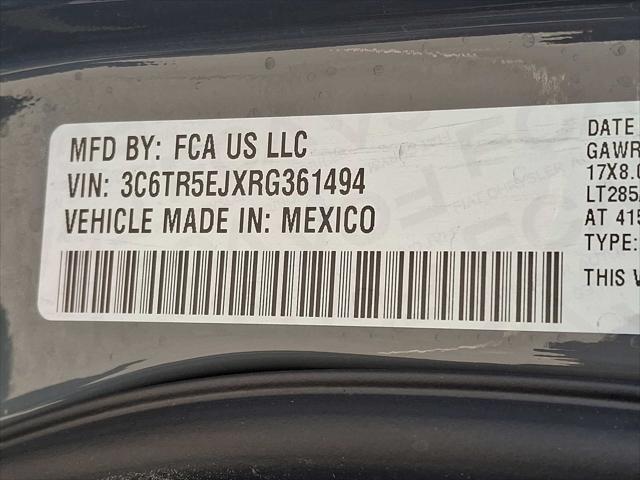 MFD BY: FCA US LLC
VIN: 3C6TR5EJXRG361494
VEHICLE MADE IN: MEXICO
DATE
GAWR
17X8.0
LT285
AT 415
TYPE:
THIS V